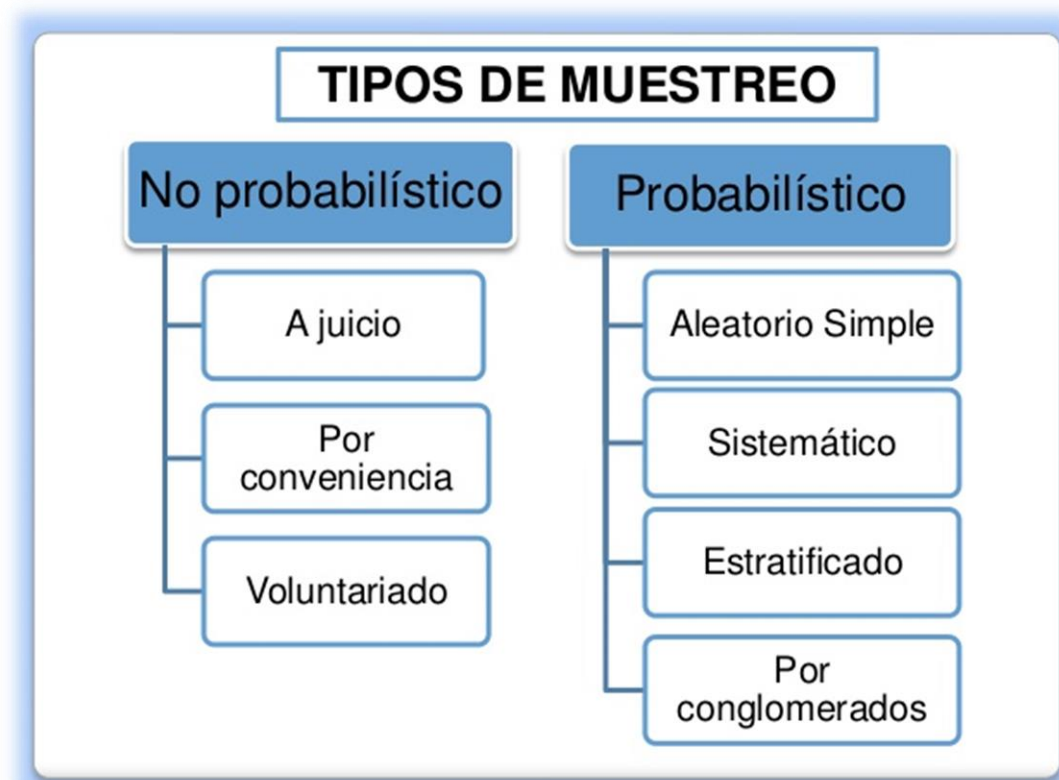 TIPOS DE MUESTREO
No probabilístico
A juicio
Por
conveniencia
Voluntariado
Probabilístico
Aleatorio Simple
Sistemático
Estratificado
Por
conglomerados